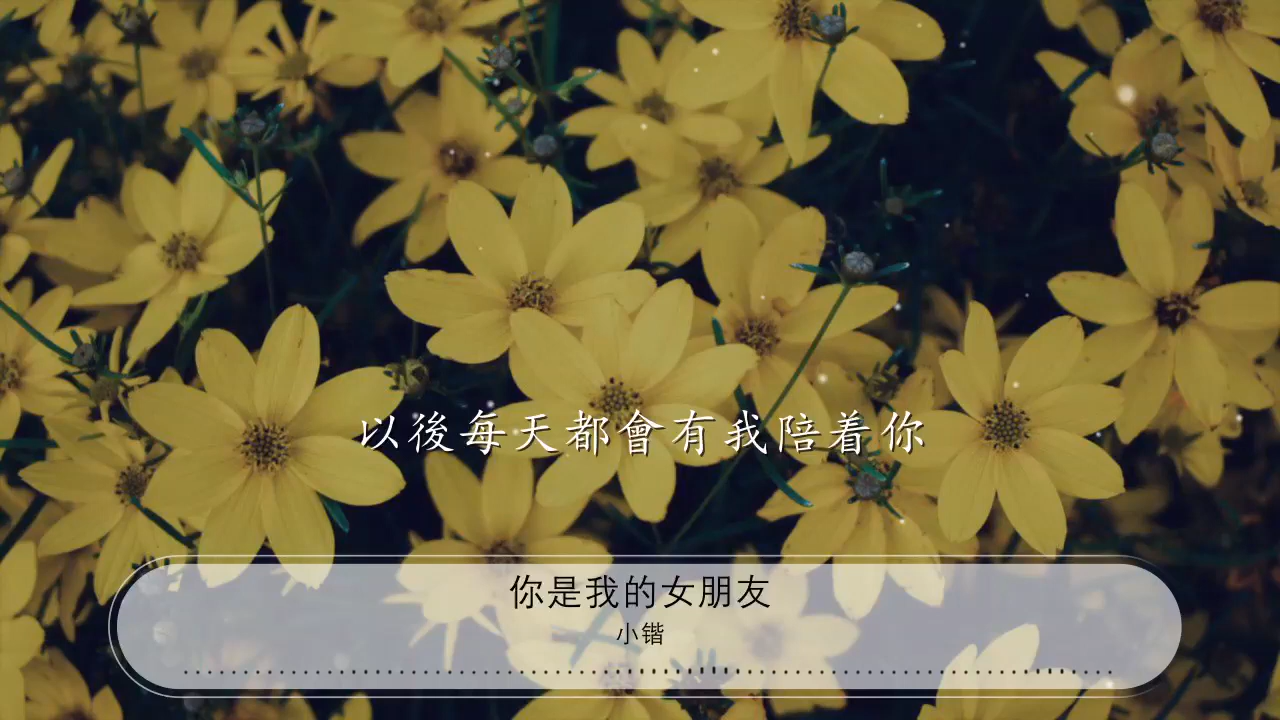 以後每天都會有我陪着你
你是我的女朋友
小锴